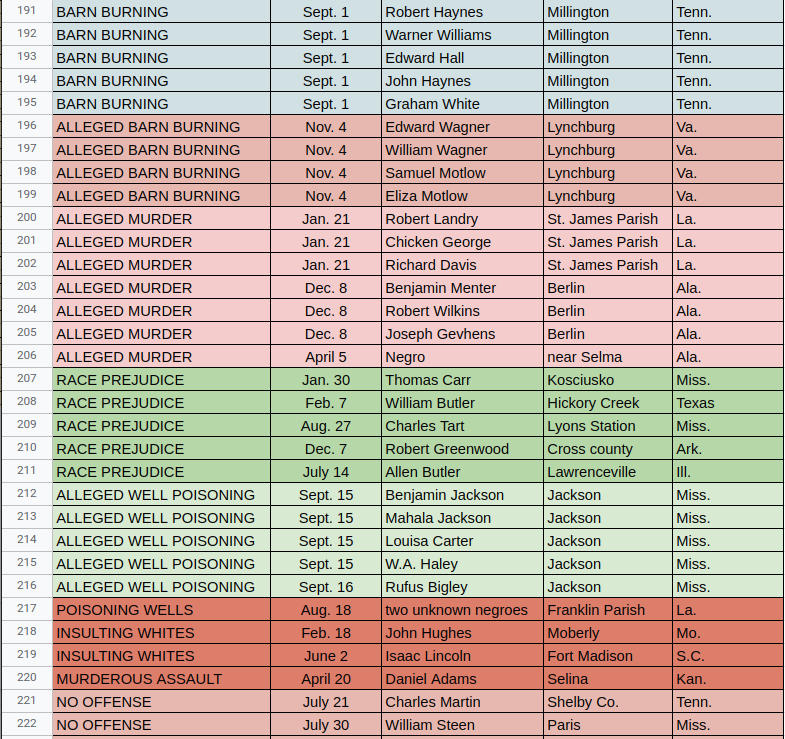 191 BARN BURNING Sept. 1 Robert Haynes Millington Tenn.
192 BARN BURNING Sept. 1 Warner Williams Millington Tenn.
193 BARN BURNING Sept. 1 Edward Hall Millington Tenn.
194 BARN BURNING Sept. 1 John Haynes Millington Tenn.
195 BARN BURNING Sept. 1 Graham White Millington Tenn.
196 ALLEGED BARN BURNING Nov. 4 Edward Wagner Lynchburg Va.
197 ALLEGED BARN BURNING Nov. 4 William Wagner Lynchburg Va.
198 ALLEGED BARN BURNING Nov. 4 Samuel Motlow Lynchburg Va.
199 ALLEGED BARN BURNING Nov. 4 Eliza Motlow Lynchburg Va.
200 ALLEGED MURDER Jan. 21 Robert Landry St. James Parish La.
201 ALLEGED MURDER Jan. 21 Chicken George St. James Parish La.
202 ALLEGED MURDER Jan. 21 Richard Davis St. James Parish La.
203 ALLEGED MURDER Dec. 8 Benjamin Menter Berlin Ala.
204 ALLEGED MURDER Dec. 8 Robert Wilkins Berlin Ala.
205 ALLEGED MURDER Dec. 8 Joseph Gevhens Berlin Ala.
206 ALLEGED MURDER April 5 Negro near Selma Ala.
207 RACE PREJUDICE Jan. 30 Thomas Carr Kosciusko Miss.
208 RACE PREJUDICE Feb. 7 William Butler Hickory Creek Texas
209 RACE PREJUDICE Aug. 27 Charles Tart Lyons Station Miss.
210 RACE PREJUDICE Dec. 7 Robert Greenwood Cross county Ark.
211 RACE PREJUDICE July 14 Allen Butler Lawrenceville Ill.
212 ALLEGED WELL POISONING Sept. 15 Benjamin Jackson Jackson Miss.
213 ALLEGED WELL POISONING Sept. 15 Mahala Jackson Jackson Miss.
214 ALLEGED WELL POISONING Sept. 15 Louisa Carter Jackson Miss.
215 ALLEGED WELL POISONING Sept. 15 W.A. Haley Jackson Miss.
216 ALLEGED WELL POISONING Sept. 16 Rufus Bigley Jackson Miss.
217 POISONING WELLS Aug. 18 two unknown negroes Franklin Parish La.
218 INSULTING WHITES Feb. 18 John Hughes Moberly Mo.
219 INSULTING WHITES June 2 Isaac Lincoln Fort Madison S.C.
220 MURDEROUS ASSAULT April 20 Daniel Adams Selina Kan.
221 NO OFFENSE July 21 Charles Martin Shelby Co. Tenn.
222 NO OFFENSE July 30 William Steen Paris Miss.